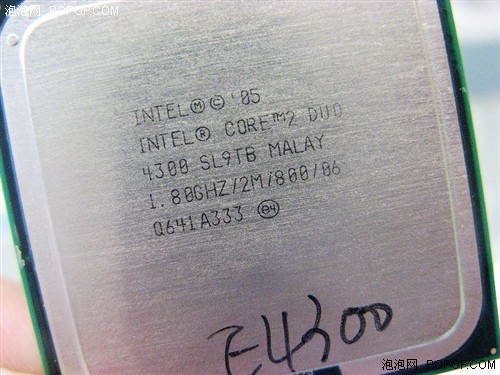 泡泡网 PCPOP.COM
INTEL Ⓜ © '05
INTEL® CORE™2 DUO
4300 SL9TB MALAY
1.80GHZ/2M/800/06
Q641A333 e4
E4300
泡泡网 PCPOP.COM